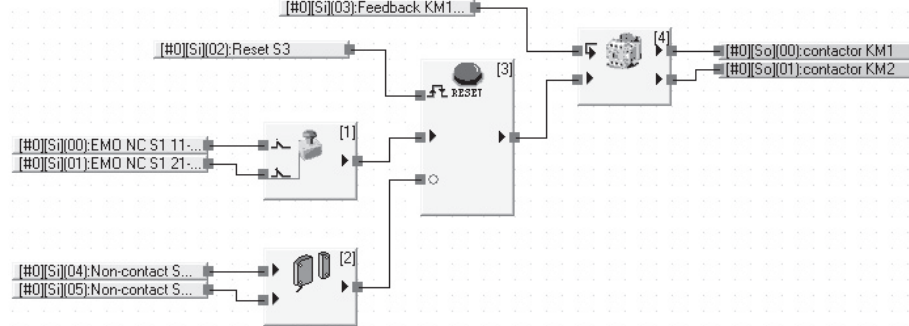 [#0][Si](03):Feedback KM1...
[4]
[#0][So](00):contactor KM1
[#0][So](01):contactor KM2
[#0][Si](02):Reset S3
[3]
RESET
[#0][Si](00):EMO NC S1 11-...
[#0][Si](01):EMO NC S1 21-...
[1]
[#0][Si](04):Non-contact S...
[#0][Si](05):Non-contact S...
[2]